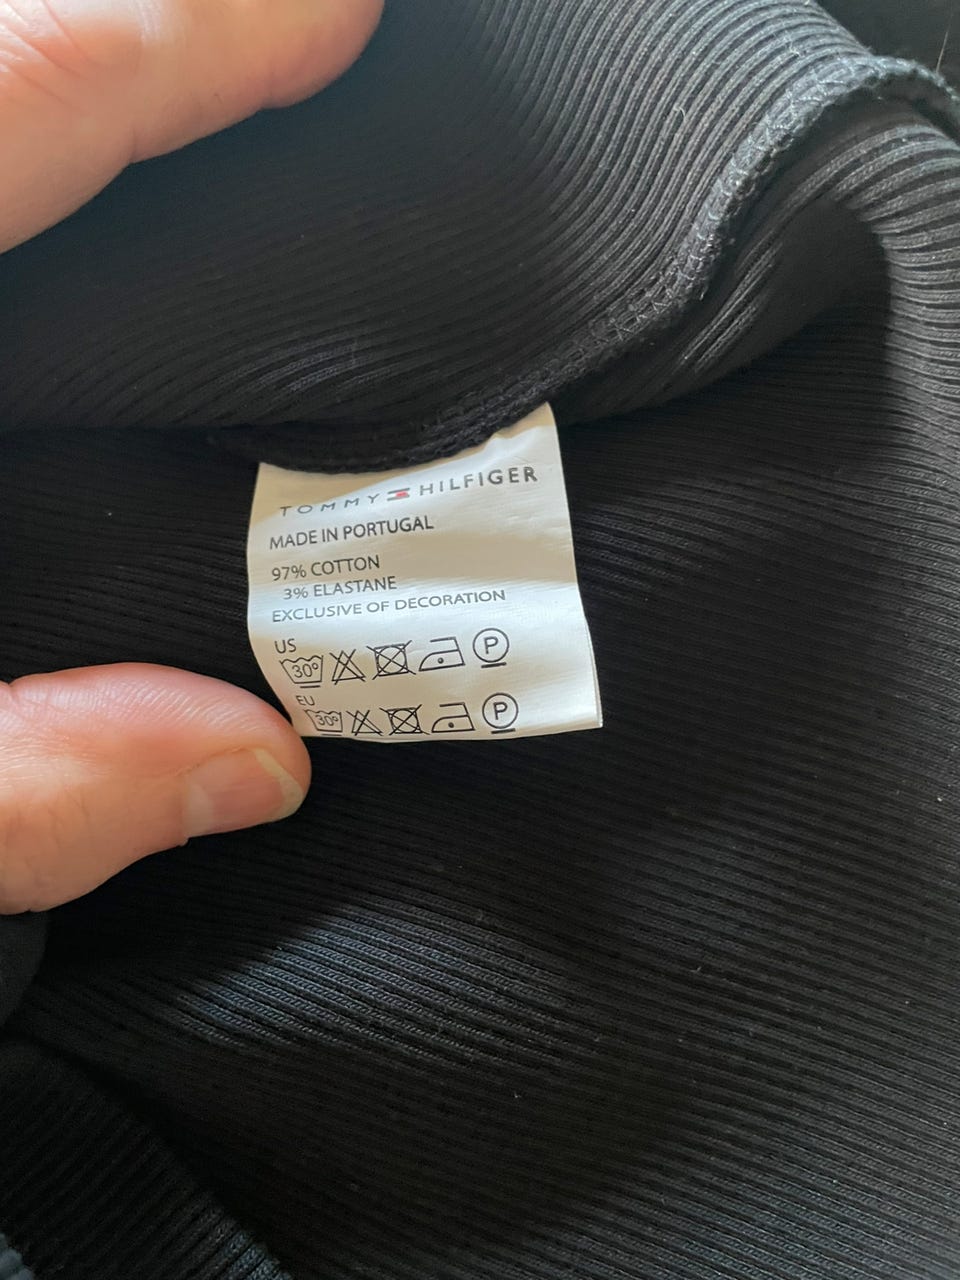 TOMMY HILFIGER
MADE IN PORTUGAL
97% COTTON
3% ELASTANE
EXCLUSIVE OF DECORATION
US
30° P
EU
30° P